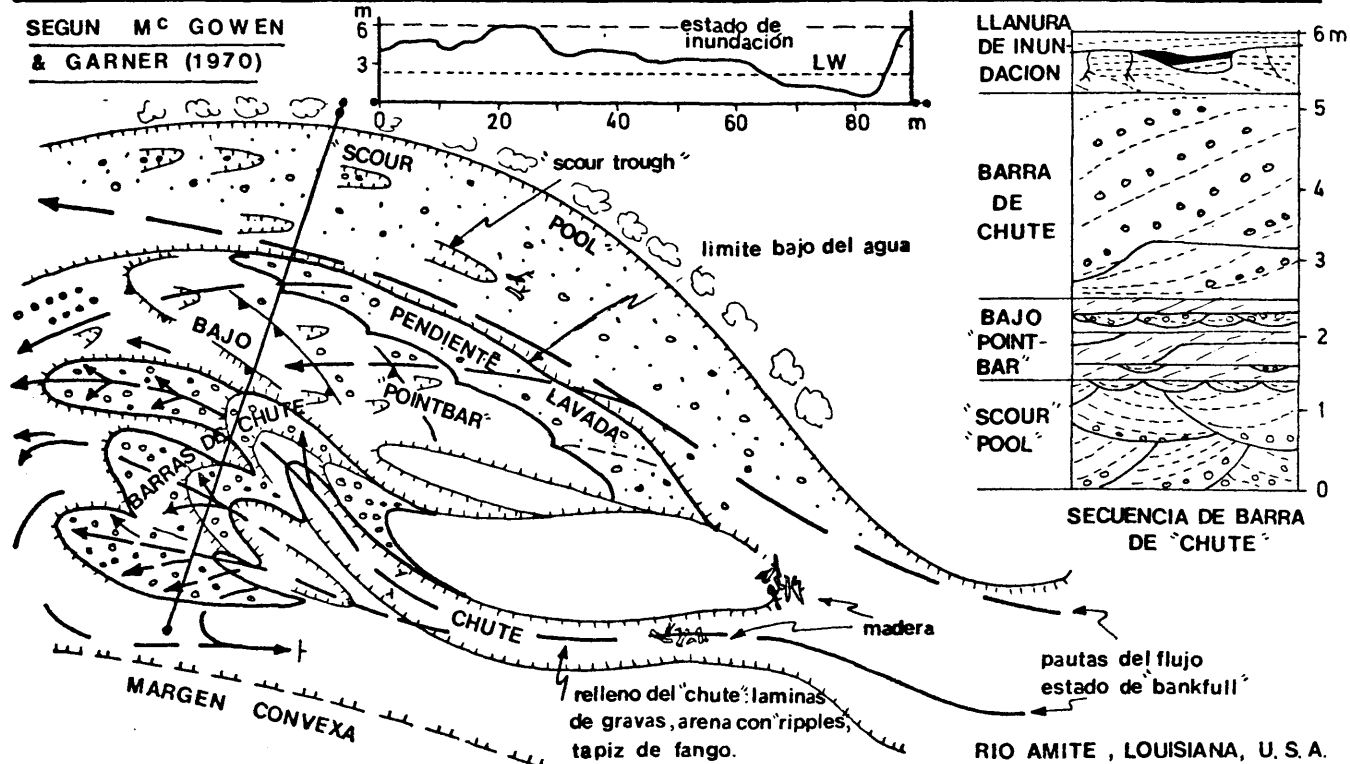 SEGUN Mc GOWEN
& GARNER (1970)
m
6
3
0 20 40 60 80 m
estado de
inundación
LW
LLANURA
DE INUN
DACION
BARRA
DE
CHUTE
BAJO
"POINT-
BAR"
"SCOUR
"POOL"
6 m
5
4
3
2
1
0
SECUENCIA DE BARRA
DE "CHUTE"
"SCOUR
POOL"
"scour trough"
limite bajo del agua
PENDIENTE
LAVADA
BAJO
"POINTBAR"
BARRAS DE CHUTE
CHUTE
madera
MARGEN CONVEXA
relleno del "chute": laminas
de gravas, arena con "ripples,
tapiz de fango.
pautas del flujo
estado de "bankfull"
RIO AMITE, LOUISIANA, U. S. A.